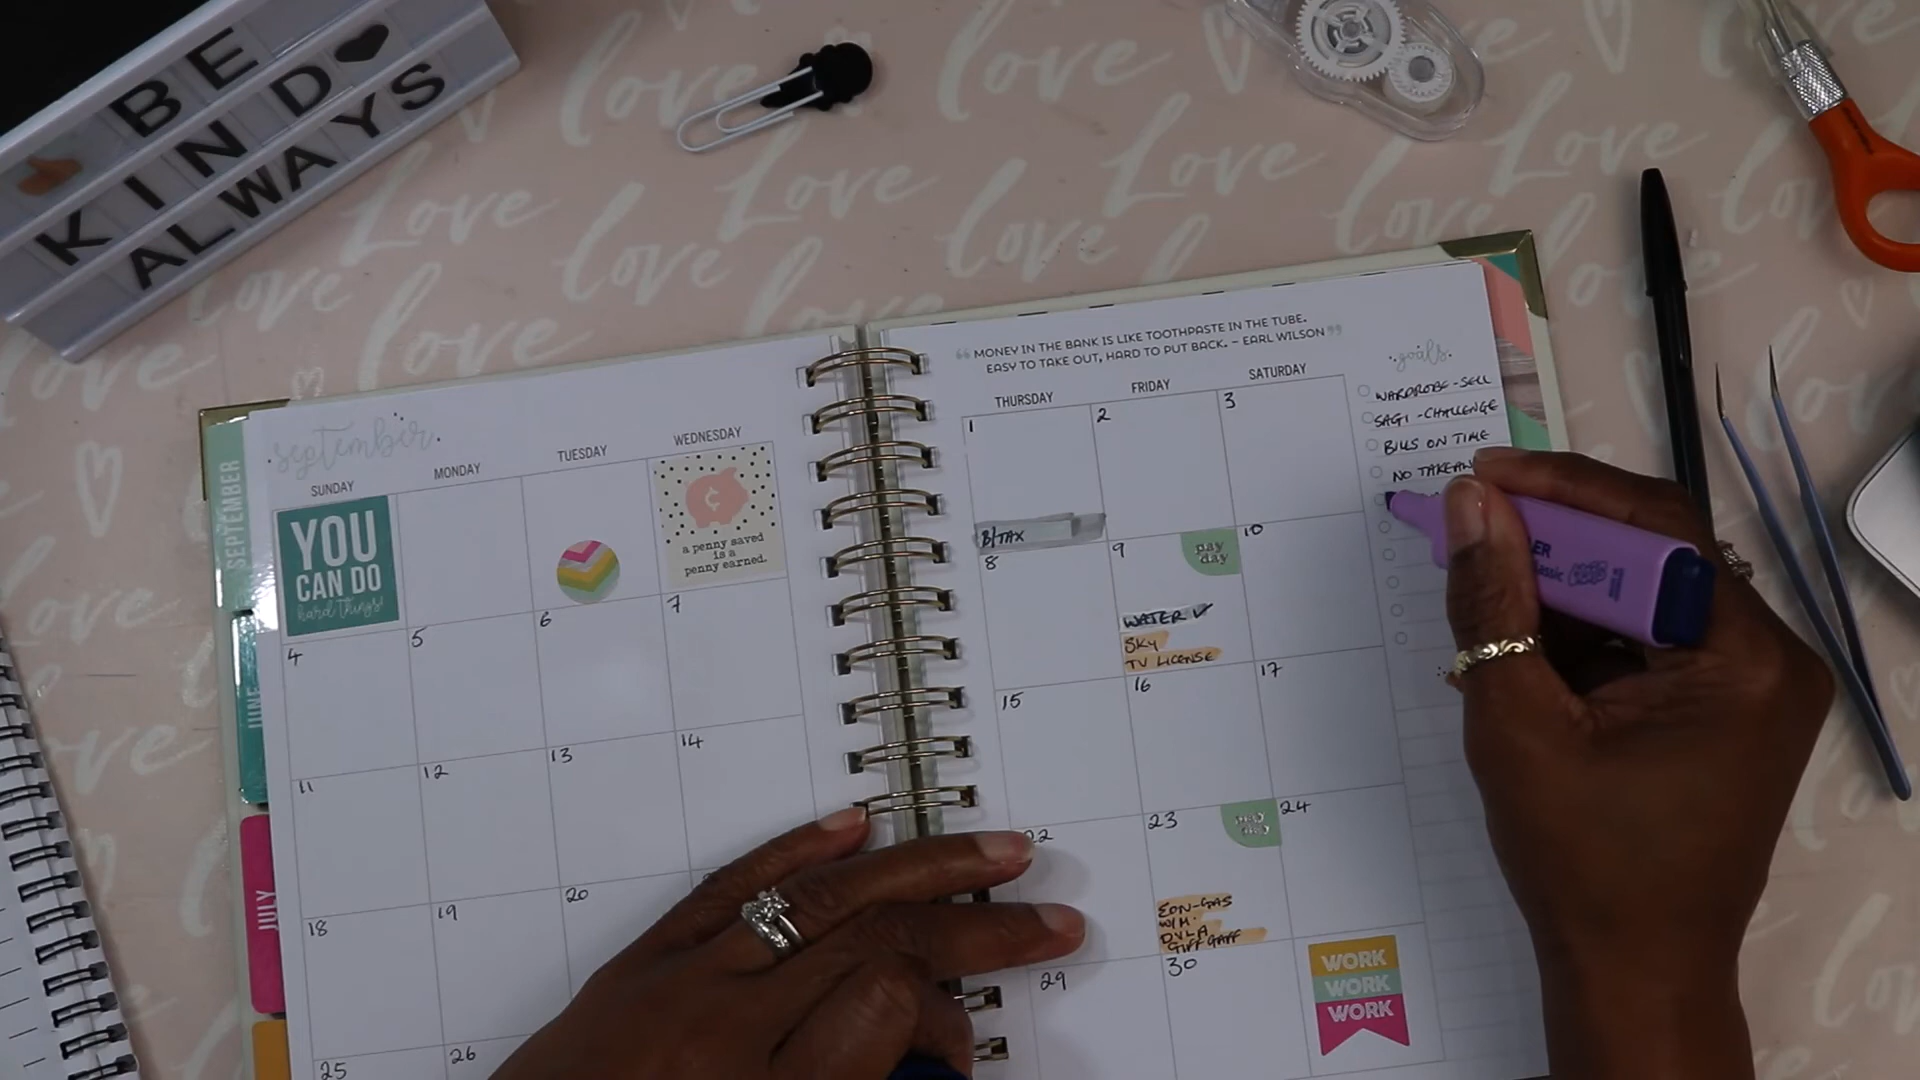 BE
KIND
ALWAYS
Love
MONEY IN THE BANK IS LIKE TOOTHPASTE IN THE TUBE.
EASY TO TAKE OUT, HARD TO PUT BACK. – EARL WILSON
september
SEPTEMBER
JUNE
JULY
SUNDAY MONDAY TUESDAY WEDNESDAY
THURSDAY FRIDAY SATURDAY
goals
WARDROBE - SELL
SAGI - CHALLENGE
BILLS ON TIME
NO
YOU
CAN DO
hard things!
a penny saved
is a
penny earned.
1 2 3
B/TAX
4 5 6 7
8 9 10
pay
day
WATER ✓
SKY
TV LICENSE
11 12 13 14
15 16 17
18 19 20
22 23 24
pay
day
EON-GAS
W/M
DVLA
GIFF GAFF
25 26
29 30
WORK
WORK
WORK